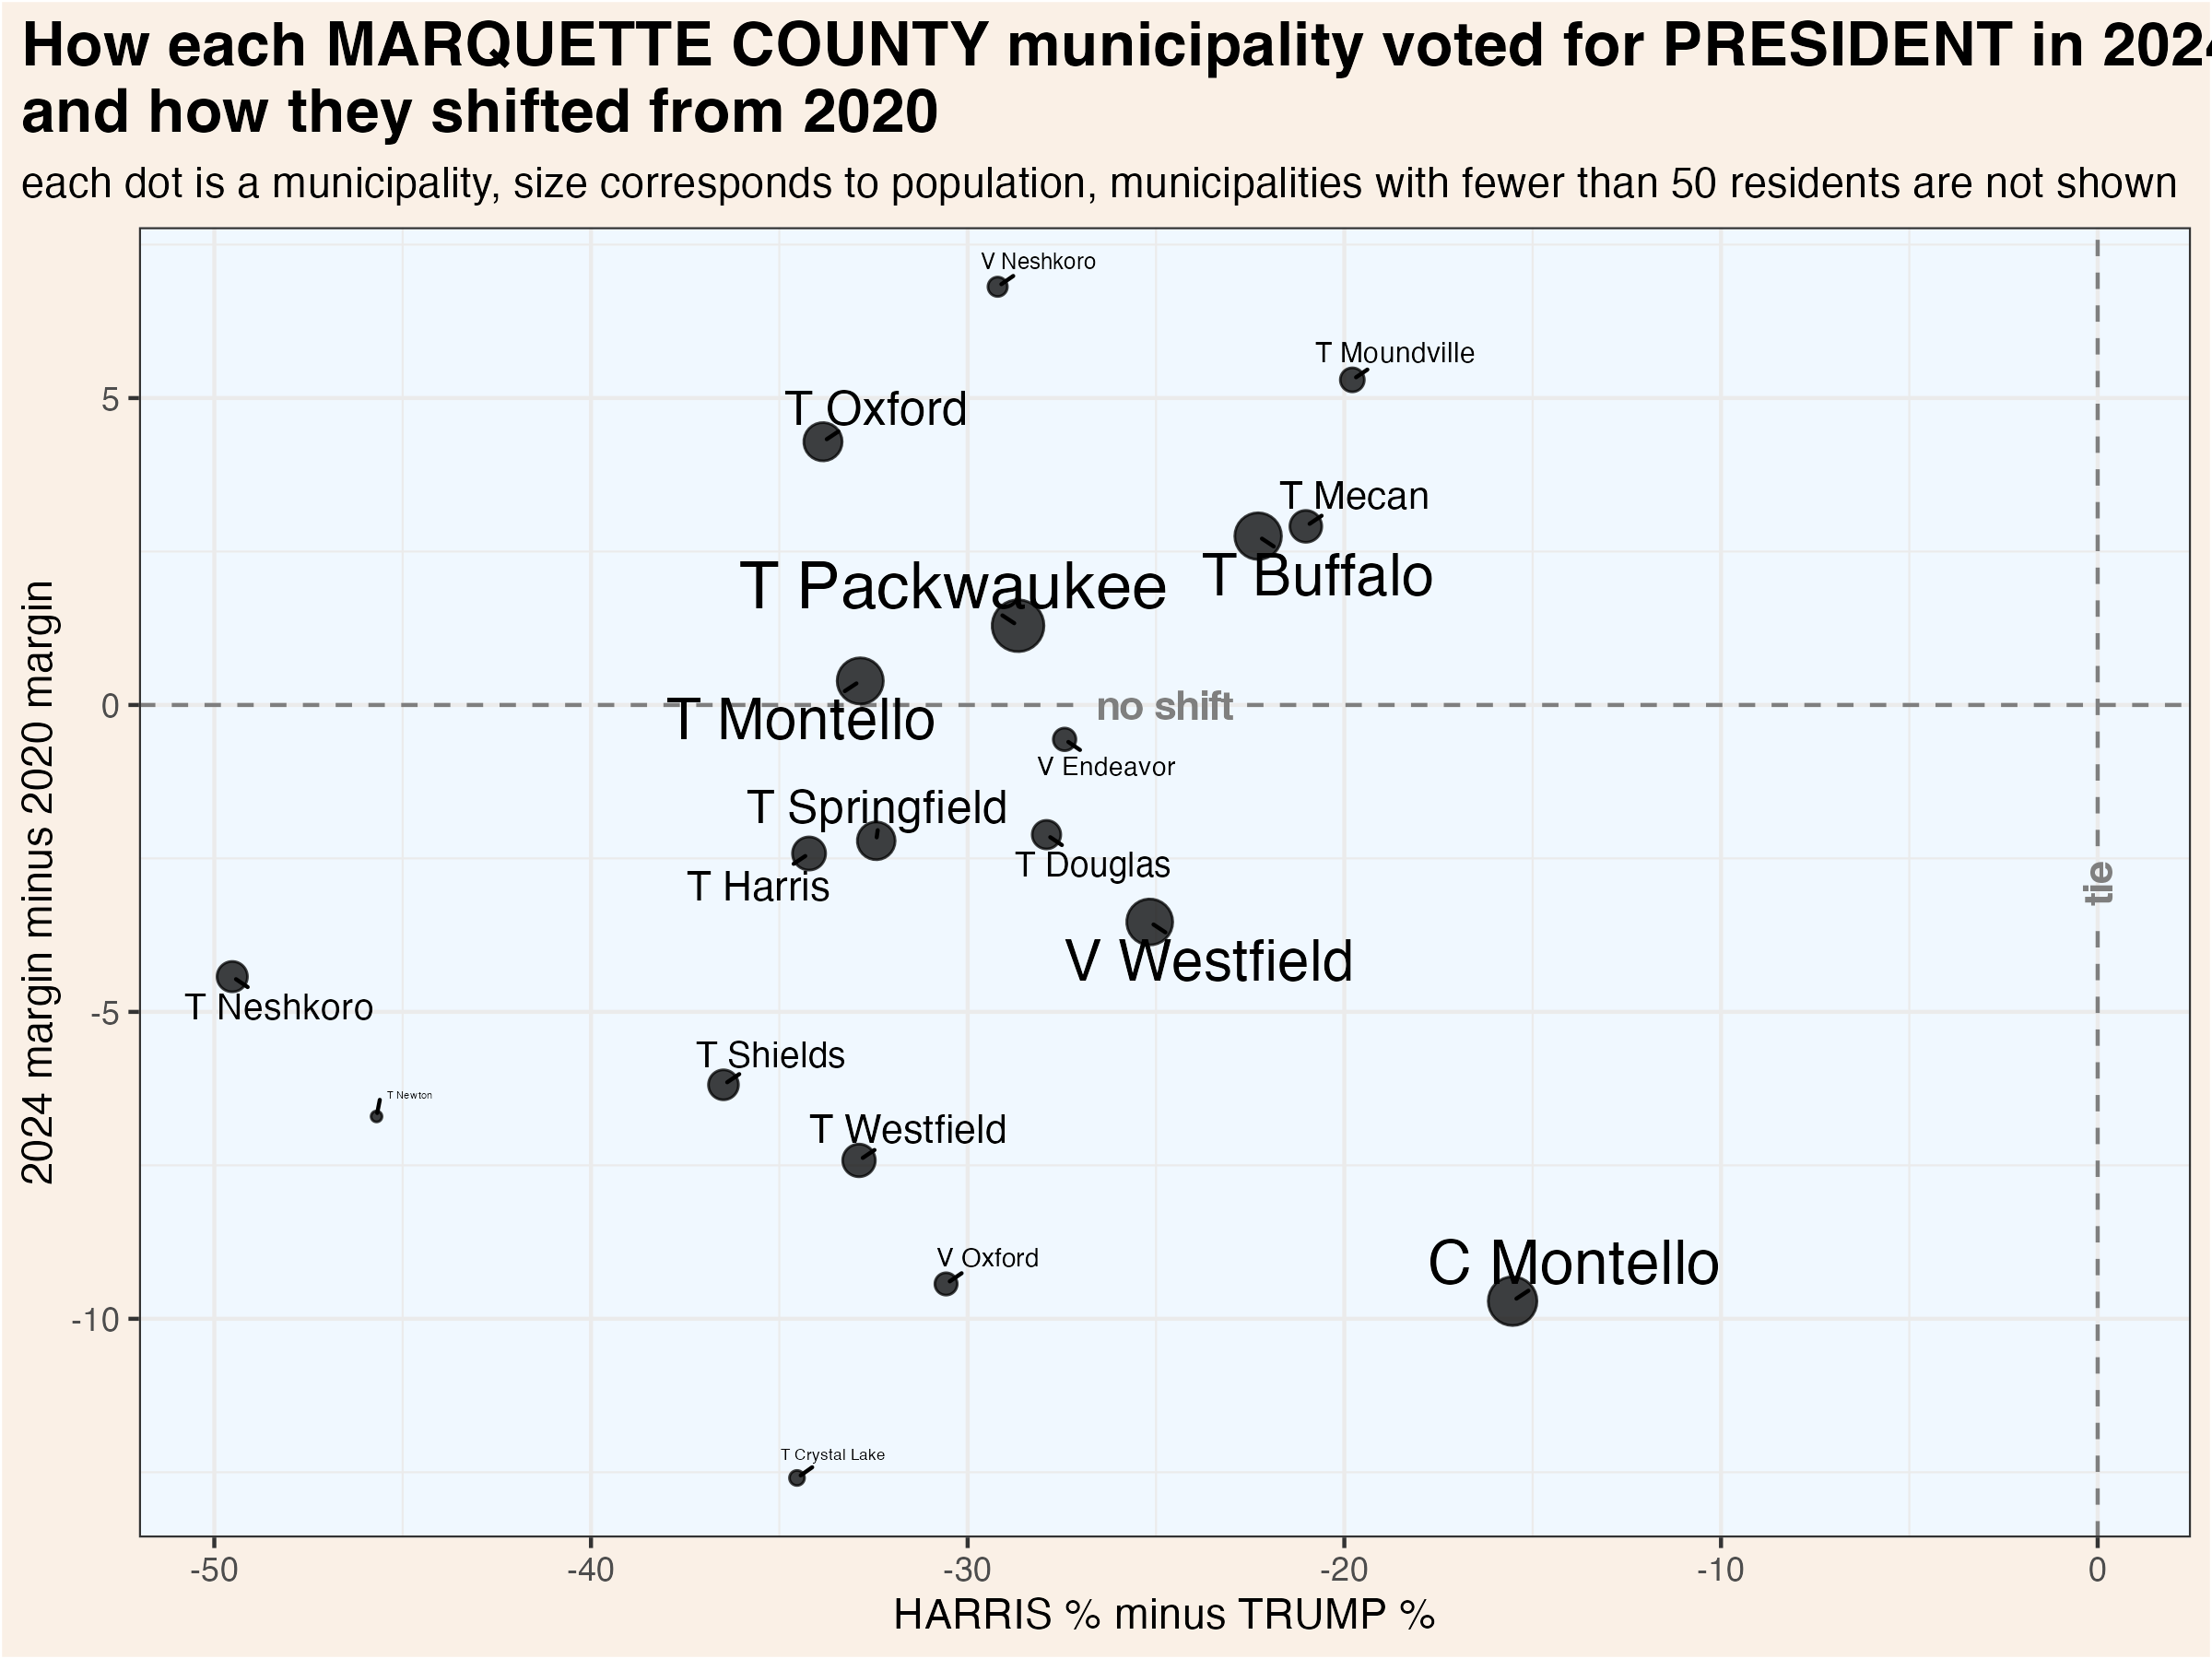 How each MARQUETTE COUNTY municipality voted for PRESIDENT in 2024
and how they shifted from 2020
each dot is a municipality, size corresponds to population, municipalities with fewer than 50 residents are not shown
V Neshkoro
T Moundville
5
T Oxford
T Mecan
T Buffalo
T Packwaukee
0
no shift
T Montello
V Endeavor
T Springfield
T Douglas
T Harris
tie
V Westfield
-5
T Neshkoro
T Shields
T Newton
T Westfield
V Oxford
C Montello
-10
T Crystal Lake
2024 margin minus 2020 margin
-50
-40
-30
-20
-10
0
HARRIS % minus TRUMP %